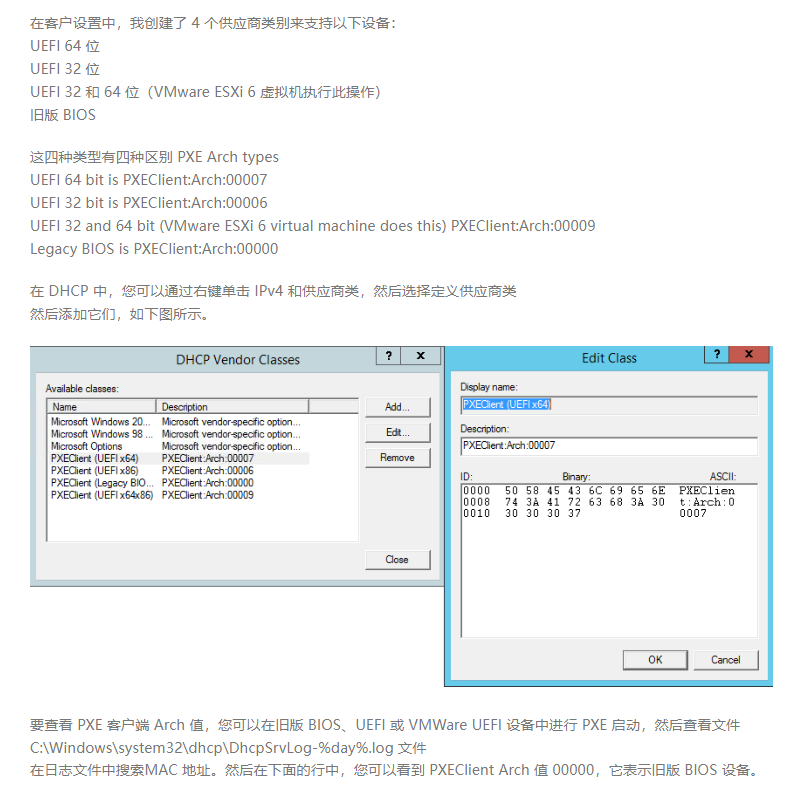 在客户设置中，我创建了 4 个供应商类别来支持以下设备：
UEFI 64 位
UEFI 32 位
UEFI 32 和 64 位（VMware ESXi 6 虚拟机执行此操作）
旧版 BIOS
这四种类型有四种区别 PXE Arch types
UEFI 64 bit is PXEClient:Arch:00007
UEFI 32 bit is PXEClient:Arch:00006
UEFI 32 and 64 bit (VMware ESXi 6 virtual machine does this) PXEClient:Arch:00009
Legacy BIOS is PXEClient:Arch:00000
在 DHCP 中，您可以通过右键单击 IPv4 和供应商类，然后选择定义供应商类
然后添加它们，如下图所示。
DHCP Vendor Classes ? x
Available classes:
Name Description
Microsoft Windows 20... Microsoft vendor-specific option...
Microsoft Windows 98 ... Microsoft vendor-specific option...
Microsoft Options Microsoft vendor-specific option...
PXEClient (UEFI x64) PXEClient:Arch:00007
PXEClient (UEFI x86) PXEClient:Arch:00006
PXEClient (Legacy BIO... PXEClient:Arch:00000
PXEClient (UEFI x64x86) PXEClient:Arch:00009
Add...
Edit...
Remove
Close
Edit Class ? x
Display name:
PXEClient (UEFI x64)
Description:
PXEClient:Arch:00007
ID: Binary: ASCII:
0000 50 58 45 43 6C 69 65 6E PXEClien
0008 74 3A 41 72 63 68 3A 30 t:Arch:0
0010 30 30 30 37 0007
OK Cancel
要查看 PXE 客户端 Arch 值，您可以在旧版 BIOS、UEFI 或 VMWare UEFI 设备中进行 PXE 启动，然后查看文件
C:\Windows\system32\dhcp\DhcpSrvLog-%day%.log 文件
在日志文件中搜索MAC 地址。然后在下面的行中，您可以看到 PXEClient Arch 值 00000，它表示旧版 BIOS 设备。